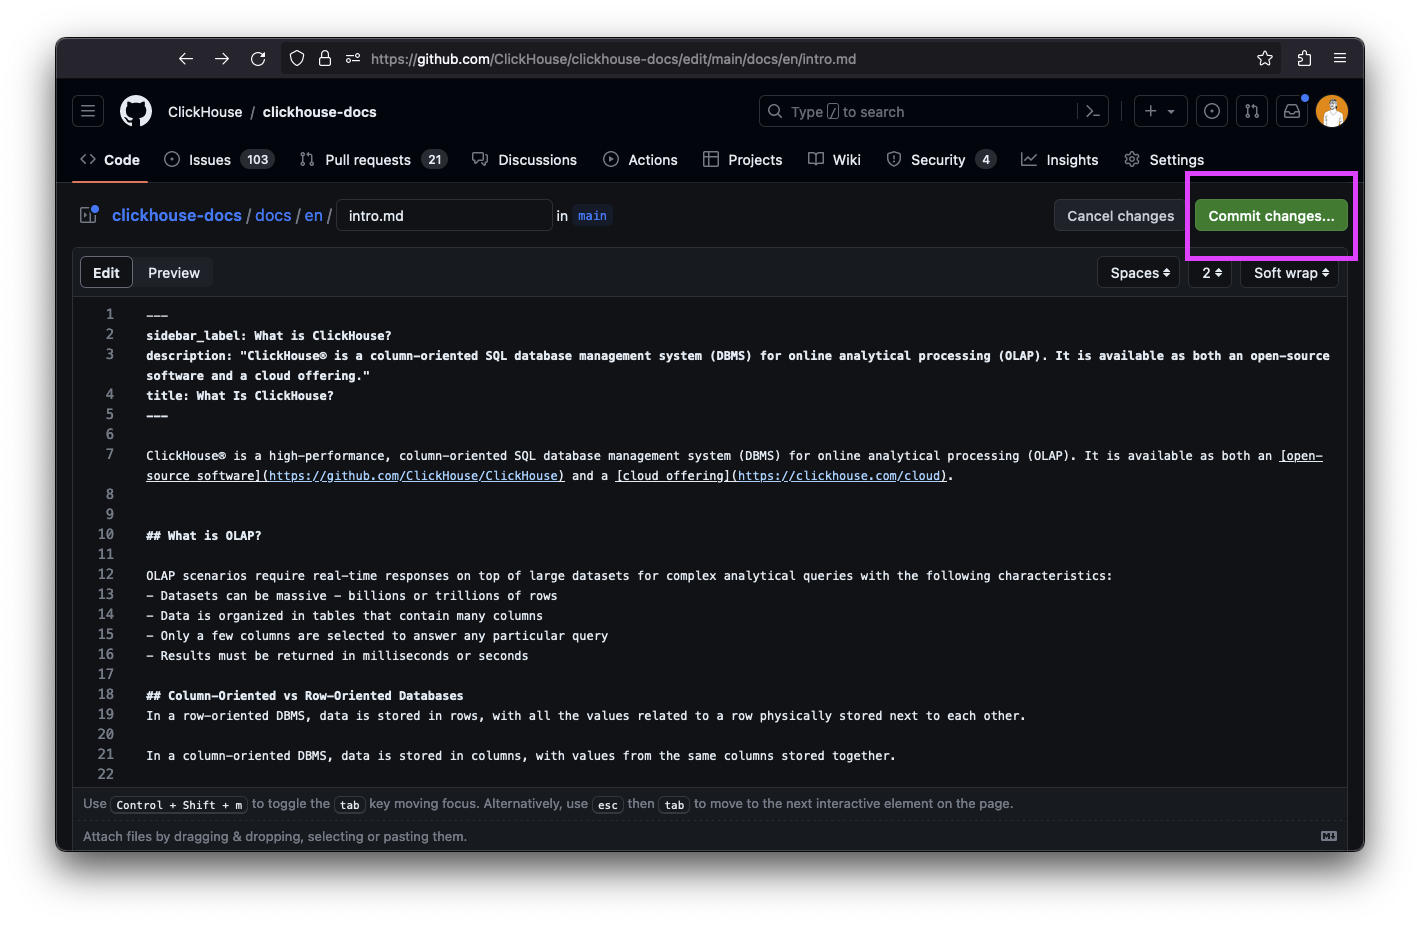 https://github.com/ClickHouse/clickhouse-docs/edit/main/docs/en/intro.md
ClickHouse / clickhouse-docs
Type / to search
Code
Issues 103
Pull requests 21
Discussions
Actions
Projects
Wiki
Security 4
Insights
Settings
clickhouse-docs / docs / en / intro.md in main
Cancel changes
Commit changes...
Edit
Preview
Spaces
2
Soft wrap
1 ---
2 sidebar_label: What is ClickHouse?
3 description: "ClickHouse® is a column-oriented SQL database management system (DBMS) for online analytical processing (OLAP). It is available as both an open-source
software and a cloud offering."
4 title: What Is ClickHouse?
5 ---
6
7 ClickHouse® is a high-performance, column-oriented SQL database management system (DBMS) for online analytical processing (OLAP). It is available as both an [open-
source software](https://github.com/ClickHouse/ClickHouse) and a [cloud offering](https://clickhouse.com/cloud).
8
9
10 ## What is OLAP?
11
12 OLAP scenarios require real-time responses on top of large datasets for complex analytical queries with the following characteristics:
13 - Datasets can be massive - billions or trillions of rows
14 - Data is organized in tables that contain many columns
15 - Only a few columns are selected to answer any particular query
16 - Results must be returned in milliseconds or seconds
17
18 ## Column-Oriented vs Row-Oriented Databases
19 In a row-oriented DBMS, data is stored in rows, with all the values related to a row physically stored next to each other.
20
21 In a column-oriented DBMS, data is stored in columns, with values from the same columns stored together.
22
Use Control + Shift + m to toggle the tab key moving focus. Alternatively, use esc then tab to move to the next interactive element on the page.
Attach files by dragging & dropping, selecting or pasting them.